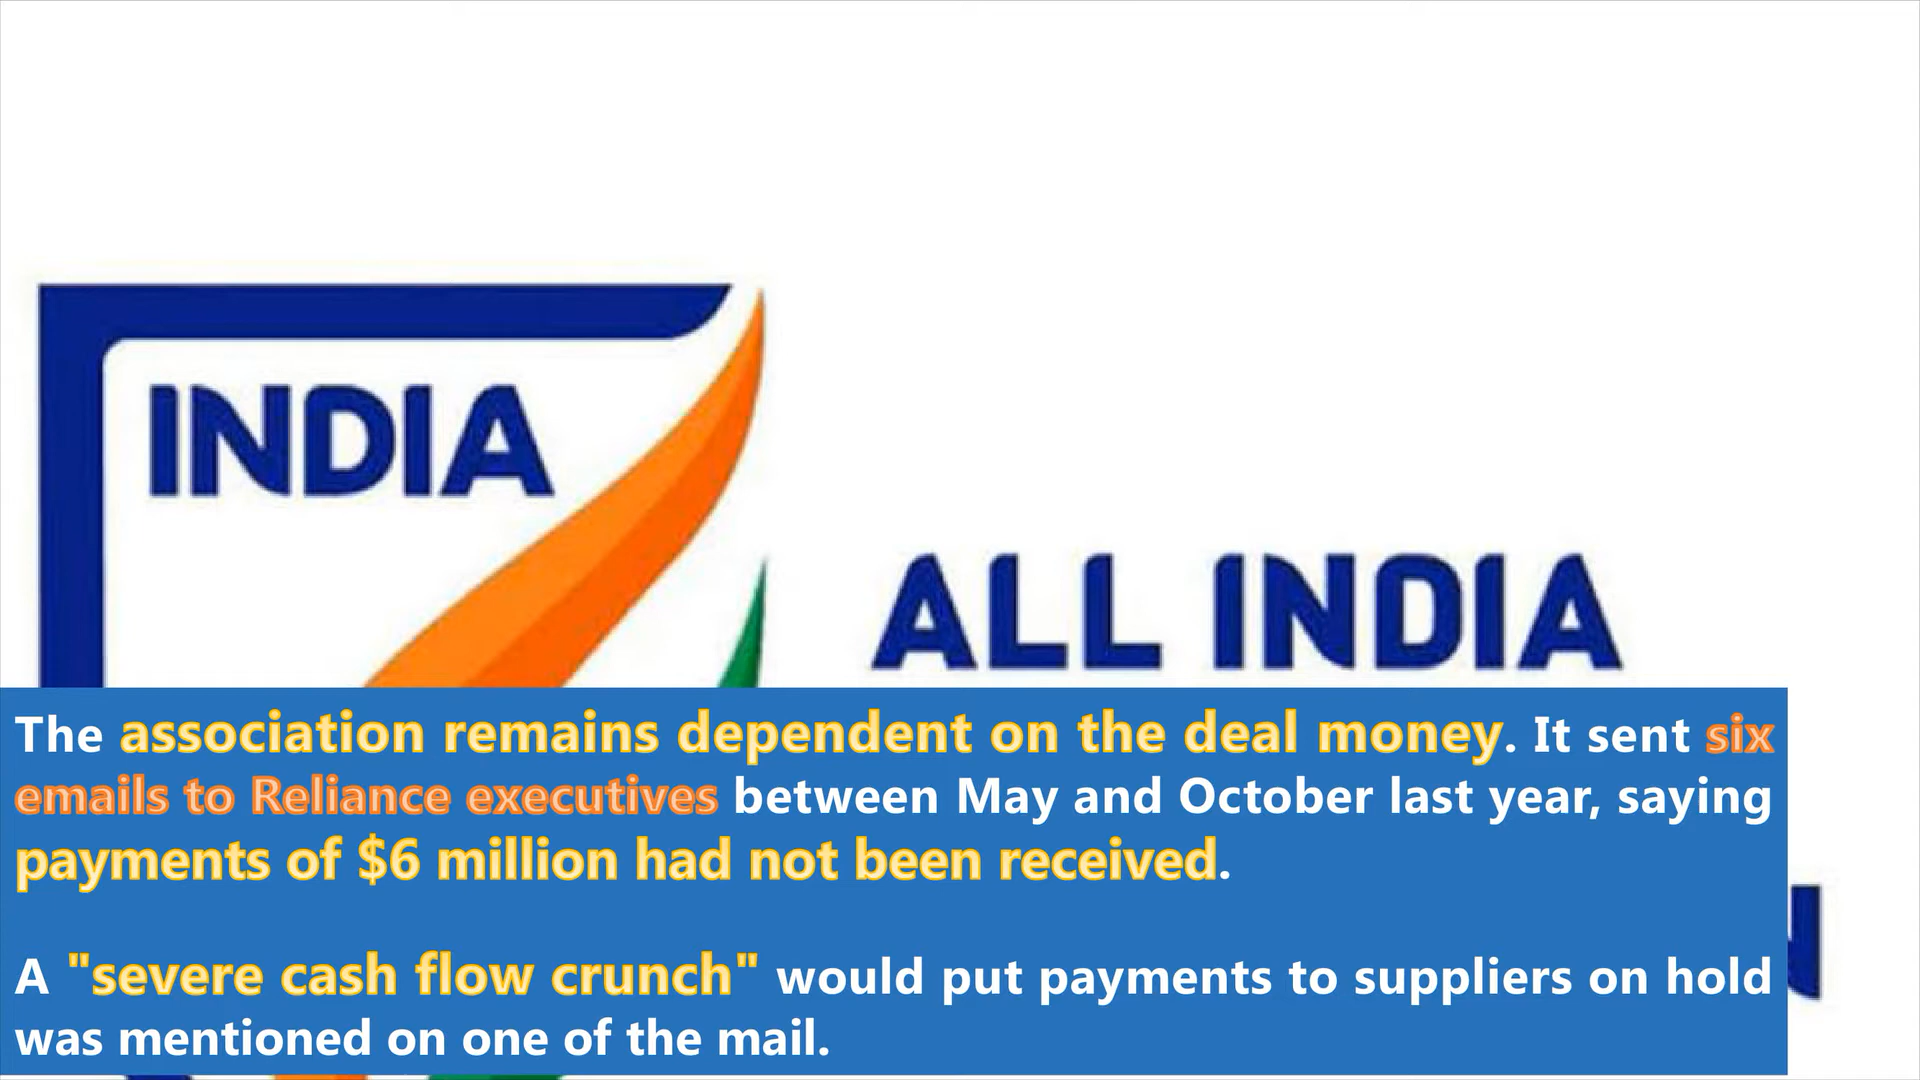 INDIA
ALL INDIA
The association remains dependent on the deal money. It sent six
emails to Reliance executives between May and October last year, saying
payments of $6 million had not been received.
A "severe cash flow crunch" would put payments to suppliers on hold
was mentioned on one of the mail.